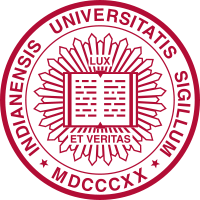 INDIANENSIS UNIVERSITATIS SIGILLUM
LUX
ET VERITAS
MDCCCXX